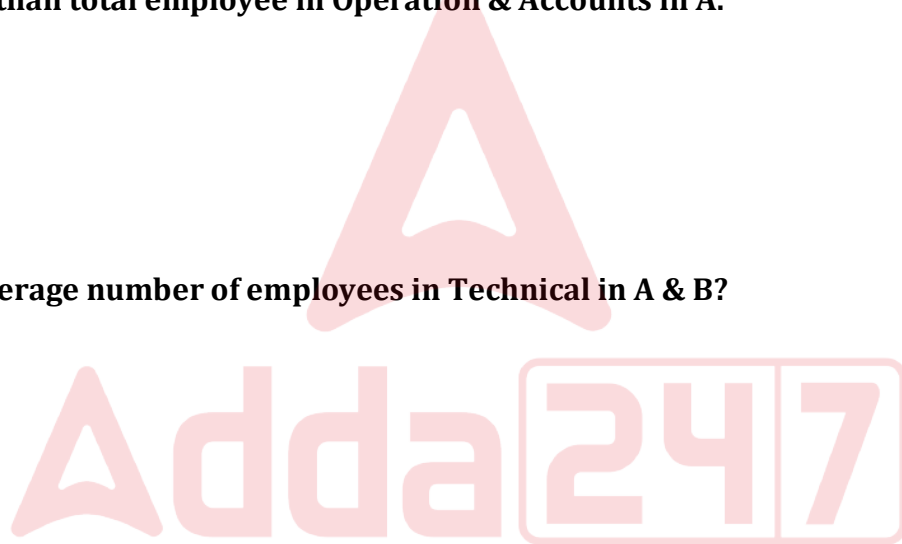 than total employee in Operation & Accounts in A.
erage number of employees in Technical in A & B?
Adda247